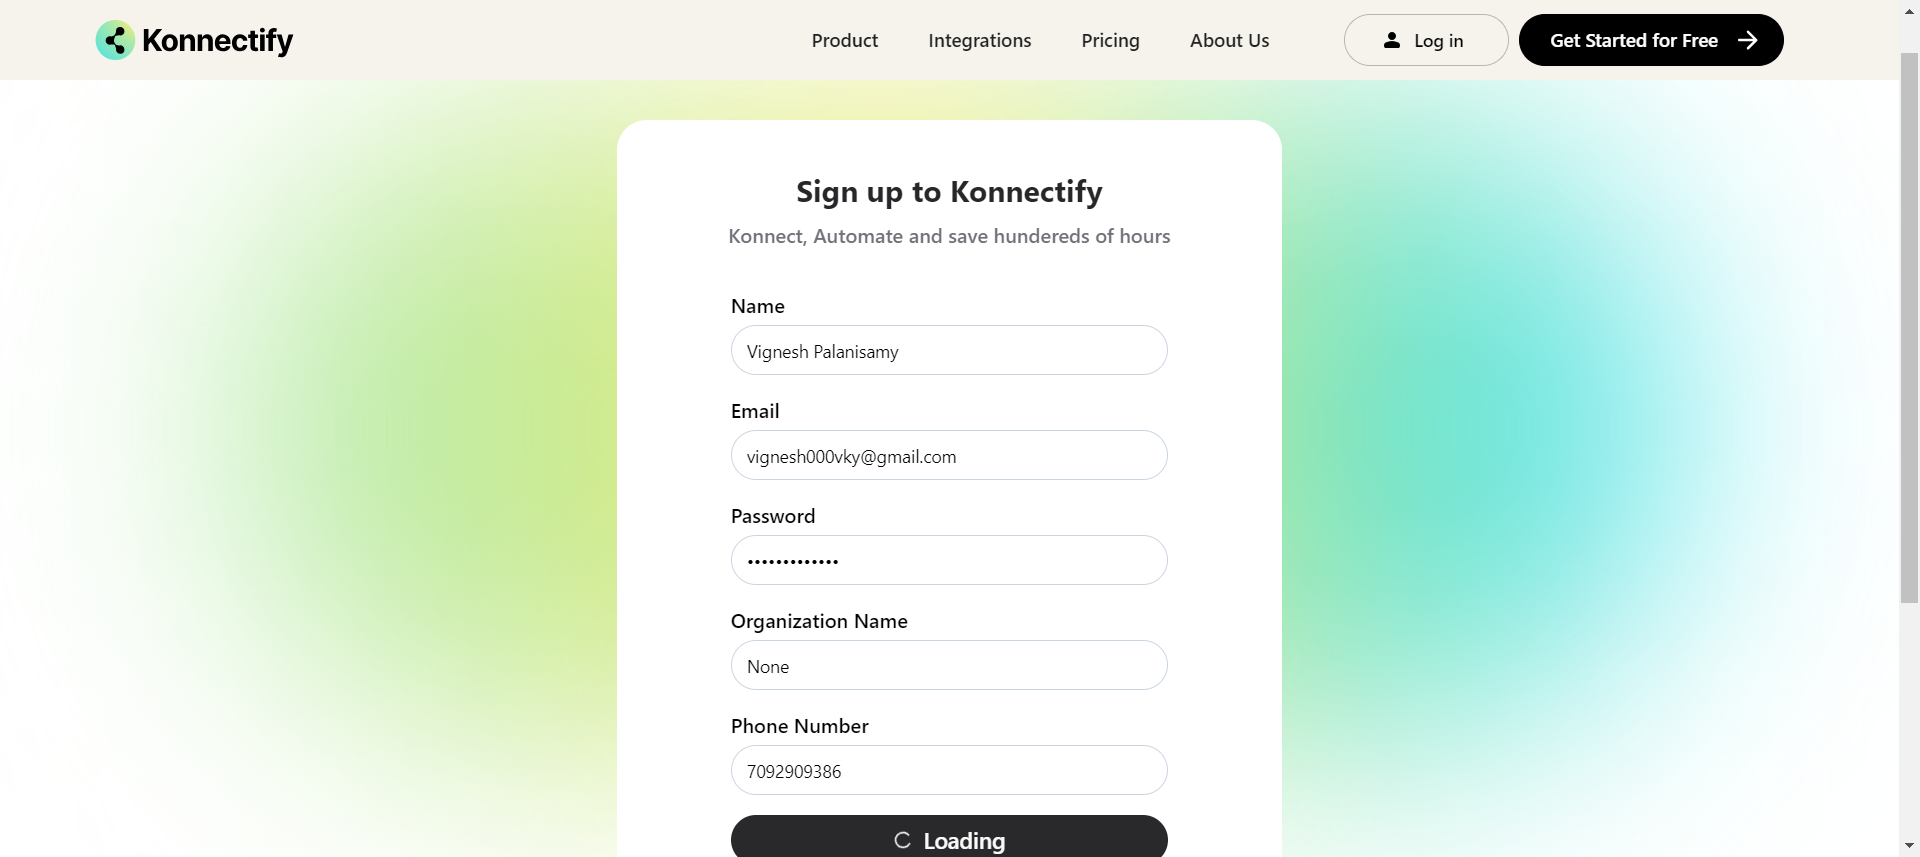 Konnectify
Product
Integrations
Pricing
About Us
Log in
Get Started for Free
Sign up to Konnectify
Konnect, Automate and save hundereds of hours
Name
Vignesh Palanisamy
Email
vignesh000vky@gmail.com
Password
•••••••••••••
Organization Name
None
Phone Number
7092909386
Loading